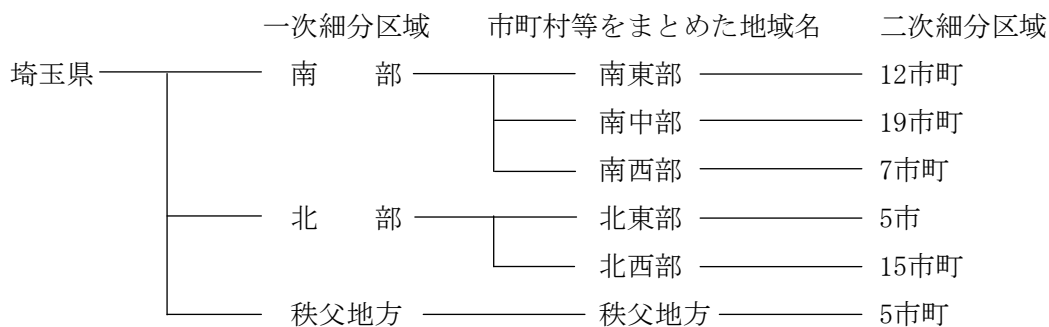 一次細分区域 市町村等をまとめた地域名 二次細分区域
埼玉県 南 部 南東部 12市町
南中部 19市町
南西部 7市町
北 部 北東部 5市
北西部 15市町
秩父地方 秩父地方 5市町